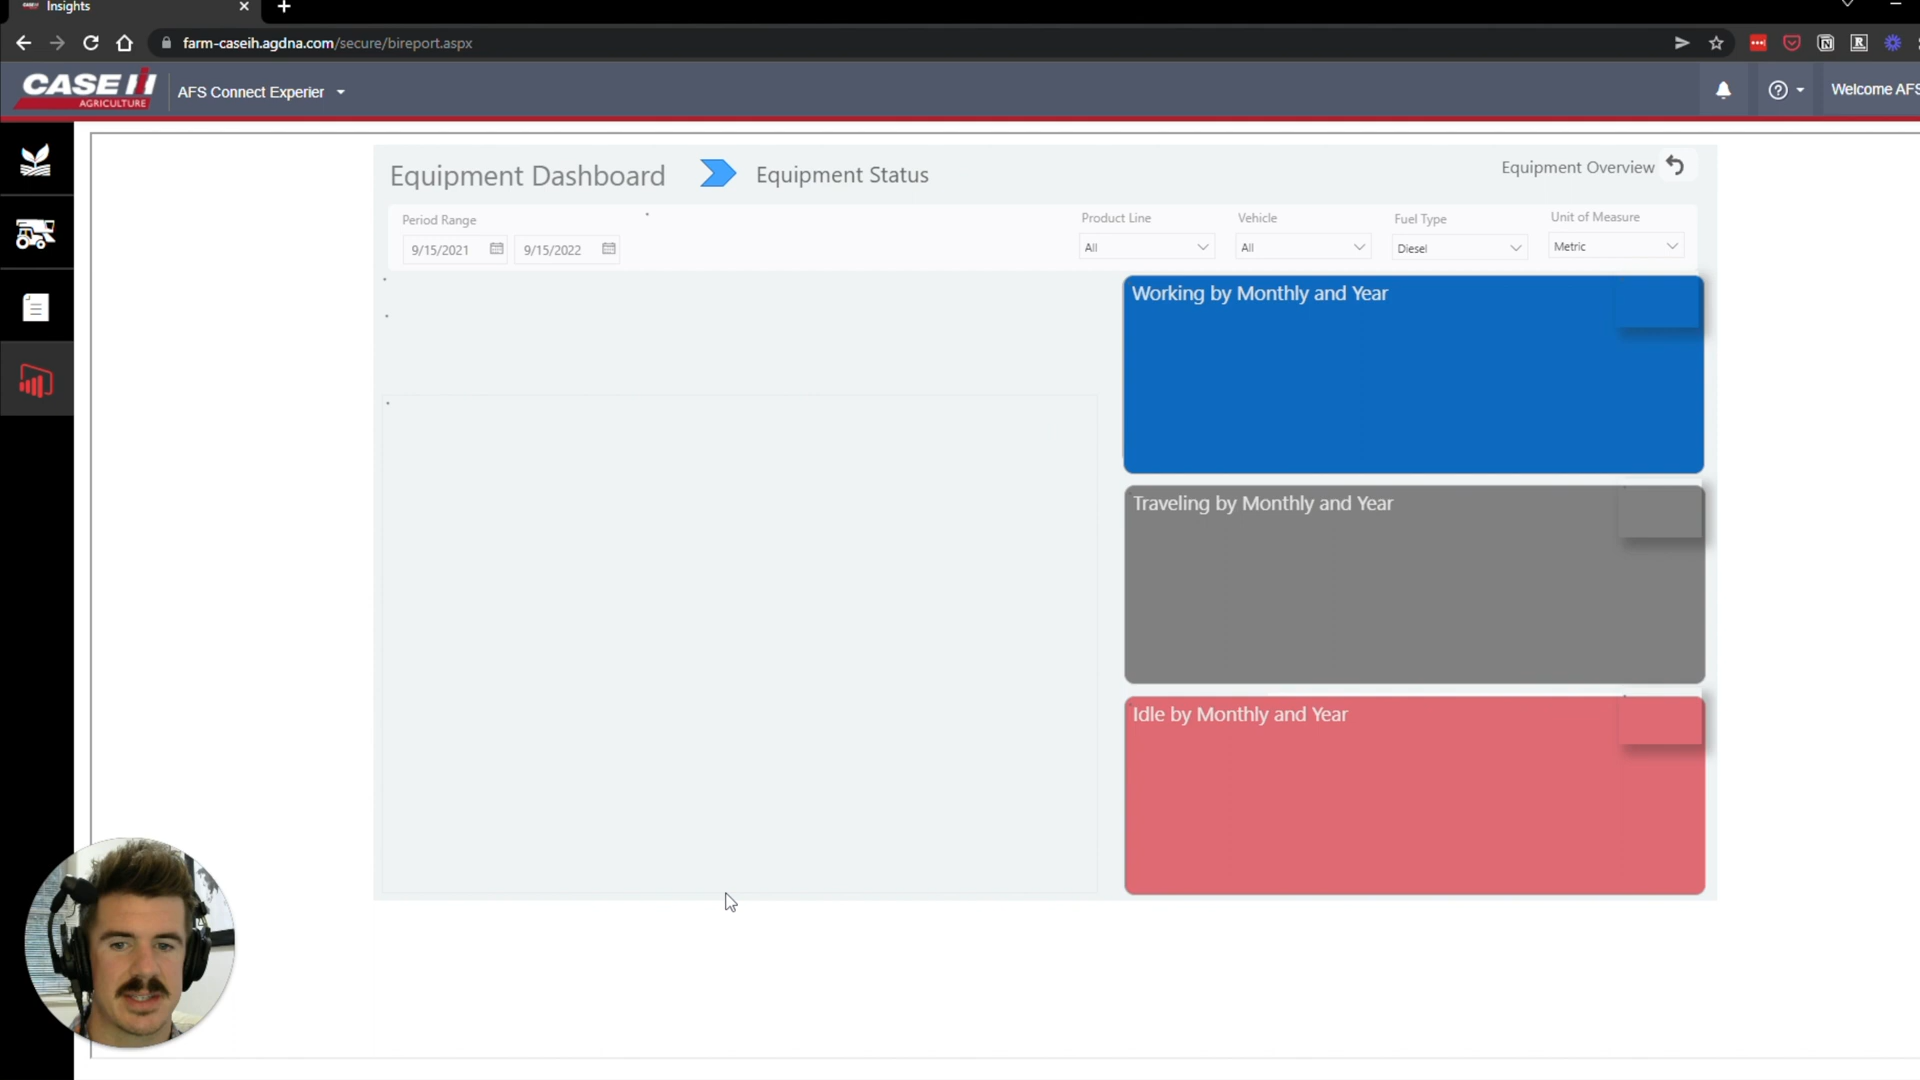 Insights
farm-caseih.agdna.com/secure/bireport.aspx
CASE IH
AGRICULTURE
AFS Connect Experier
Welcome AFS
Equipment Dashboard
Equipment Status
Equipment Overview
Period Range
Product Line
Vehicle
Fuel Type
Unit of Measure
9/15/2021
9/15/2022
All
All
Diesel
Metric
Working by Monthly and Year
Traveling by Monthly and Year
Idle by Monthly and Year